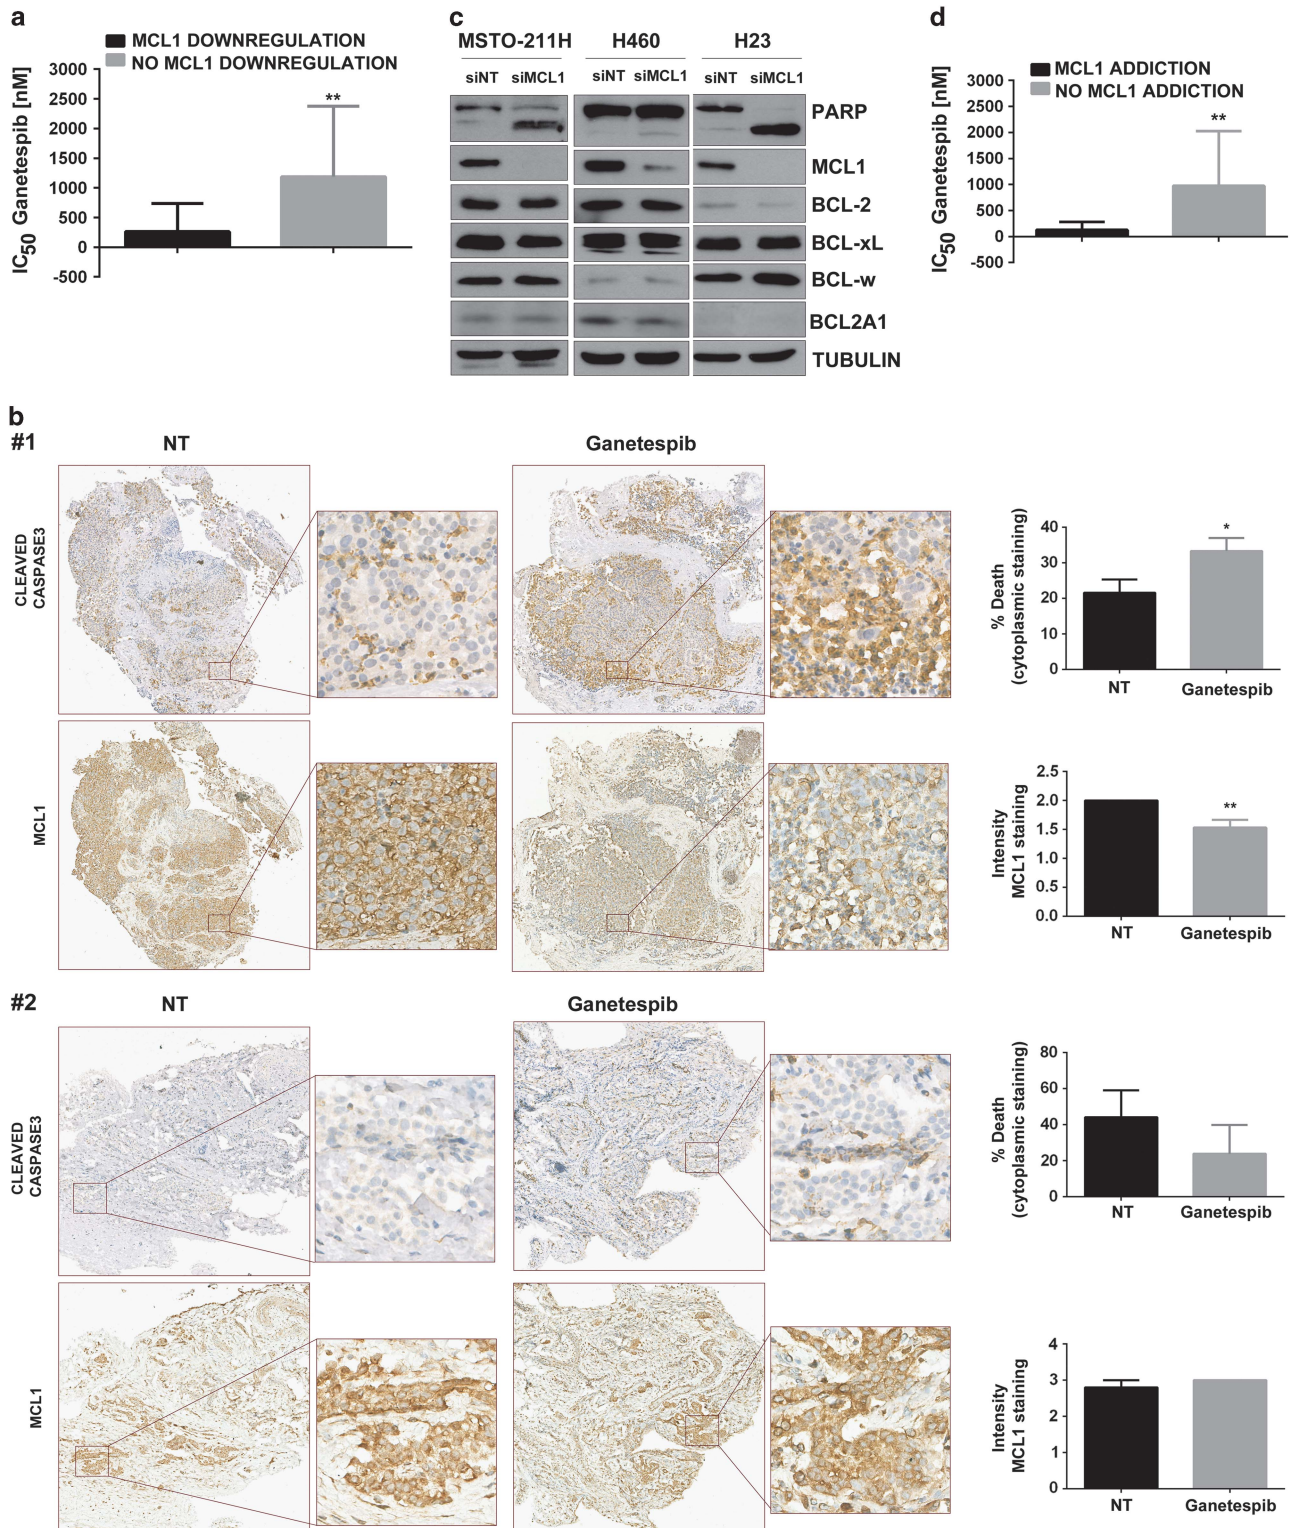 a
MCL1 DOWNREGULATION
NO MCL1 DOWNREGULATION
IC50 Ganetespib [nM]
3000
2500
2000
1500
1000
500
0
-500
**
c
MSTO-211H H460 H23
siNT siMCL1 siNT siMCL1 siNT siMCL1
PARP
MCL1
BCL-2
BCL-xL
BCL-w
BCL2A1
TUBULIN
d
MCL1 ADDICTION
NO MCL1 ADDICTION
IC50 Ganetespib [nM]
3000
2500
2000
1500
1000
500
0
-500
**
b
#1
NT
Ganetespib
CLEAVED
CASPASE3
% Death
(cytoplasmic staining)
40
30
20
10
0
*
NT Ganetespib
MCL1
Intensity
MCL1 staining
2.5
2.0
1.5
1.0
0.5
0.0
**
NT Ganetespib
#2
NT
Ganetespib
CLEAVED
CASPASE3
% Death
(cytoplasmic staining)
80
60
40
20
0
NT Ganetespib
MCL1
Intensity
MCL1 staining
4
3
2
1
0
NT Ganetespib